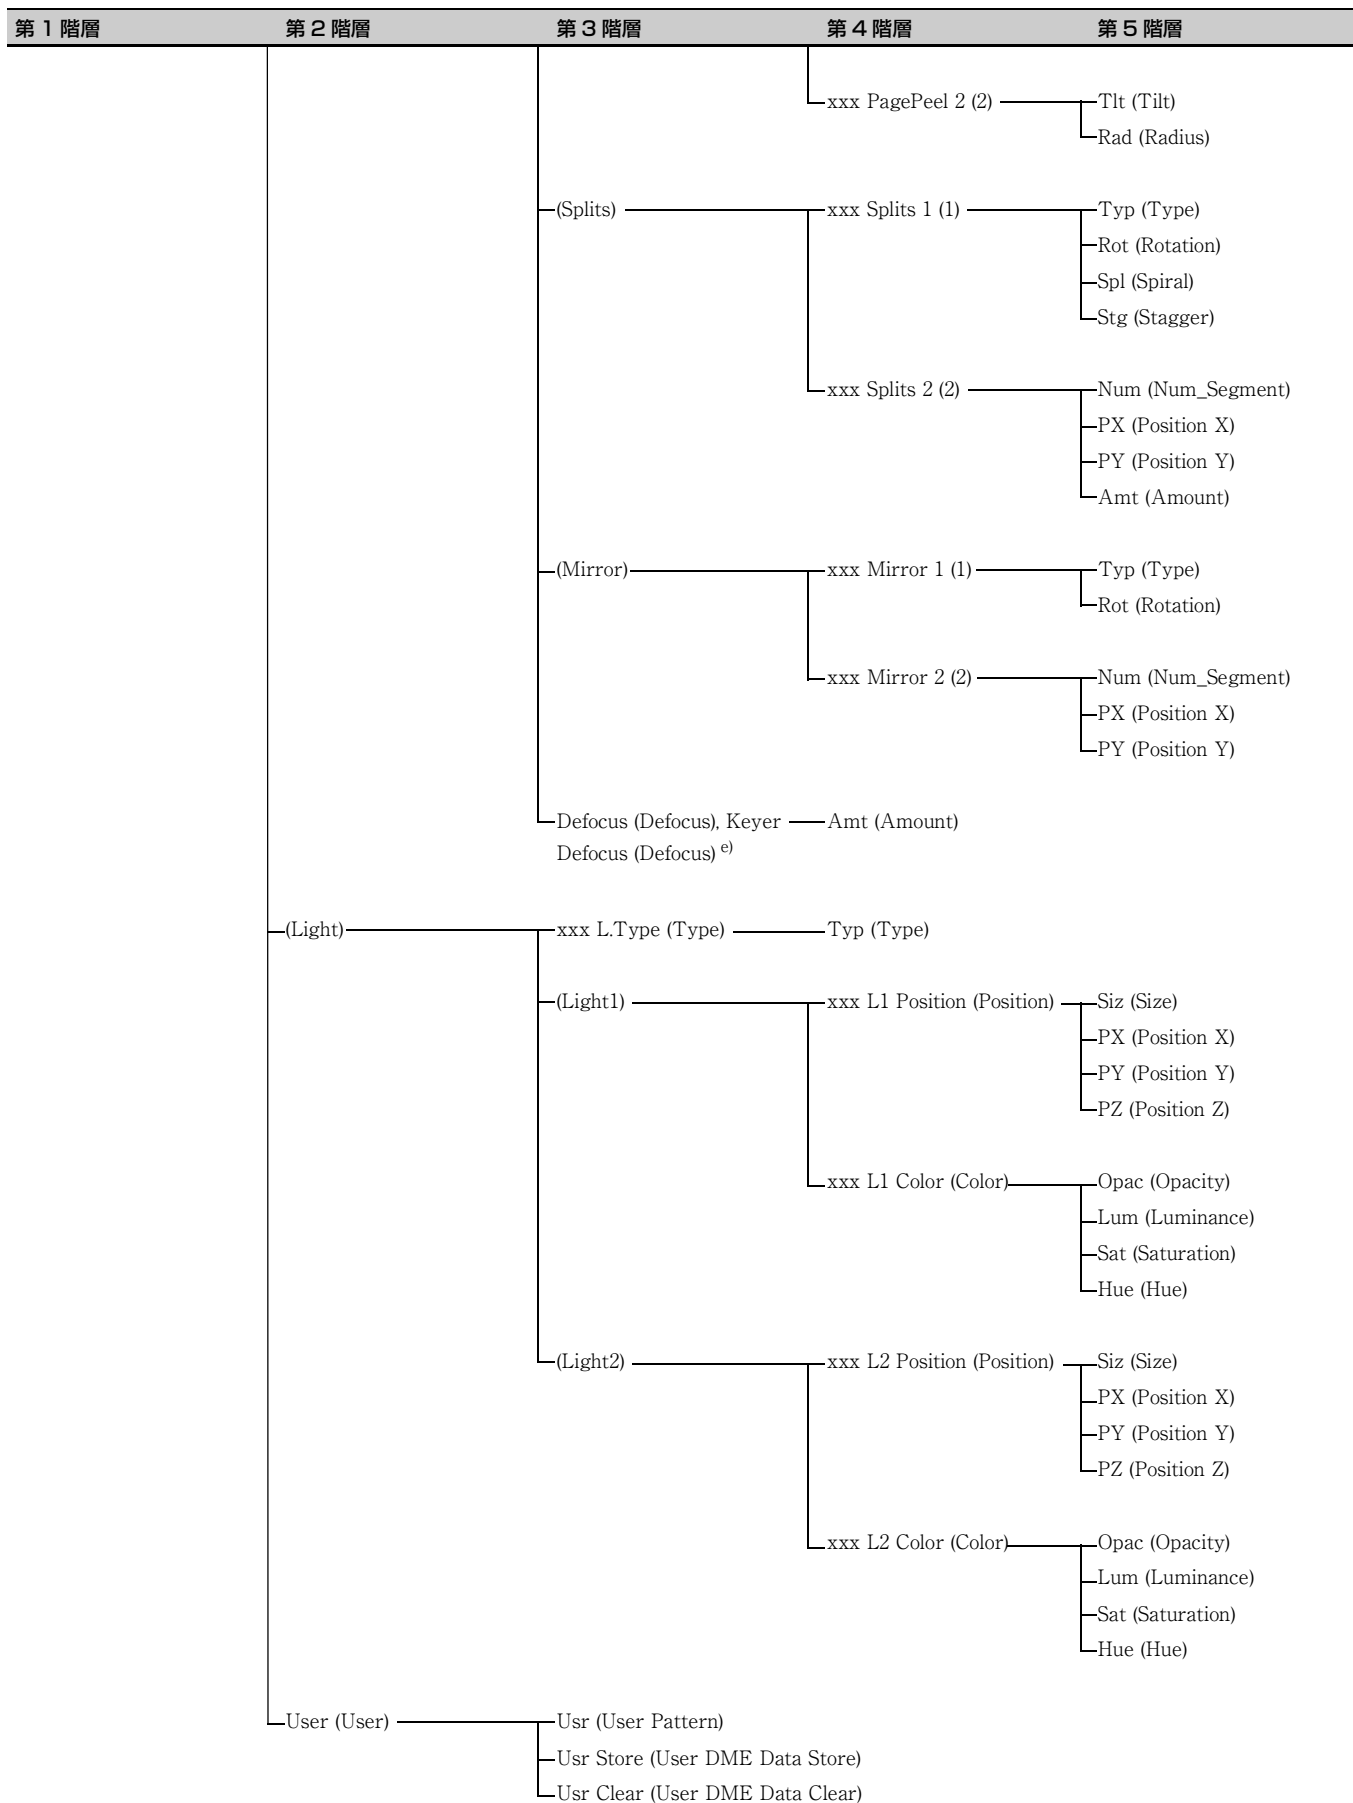 第 1 階層 第 2 階層 第 3 階層 第 4 階層 第 5 階層
xxx PagePeel 2 (2) Tlt (Tilt)
Rad (Radius)
(Splits) xxx Splits 1 (1) Typ (Type)
Rot (Rotation)
Spl (Spiral)
Stg (Stagger)
xxx Splits 2 (2) Num (Num_Segment)
PX (Position X)
PY (Position Y)
Amt (Amount)
(Mirror) xxx Mirror 1 (1) Typ (Type)
Rot (Rotation)
xxx Mirror 2 (2) Num (Num_Segment)
PX (Position X)
PY (Position Y)
Defocus (Defocus), Keyer Amt (Amount)
Defocus (Defocus) e)
(Light) xxx L.Type (Type) Typ (Type)
(Light1) xxx L1 Position (Position) Siz (Size)
PX (Position X)
PY (Position Y)
PZ (Position Z)
xxx L1 Color (Color) Opac (Opacity)
Lum (Luminance)
Sat (Saturation)
Hue (Hue)
(Light2) xxx L2 Position (Position) Siz (Size)
PX (Position X)
PY (Position Y)
PZ (Position Z)
xxx L2 Color (Color) Opac (Opacity)
Lum (Luminance)
Sat (Saturation)
Hue (Hue)
User (User) Usr (User Pattern)
Usr Store (User DME Data Store)
Usr Clear (User DME Data Clear)